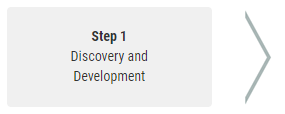 Step 1
Discovery and
Development